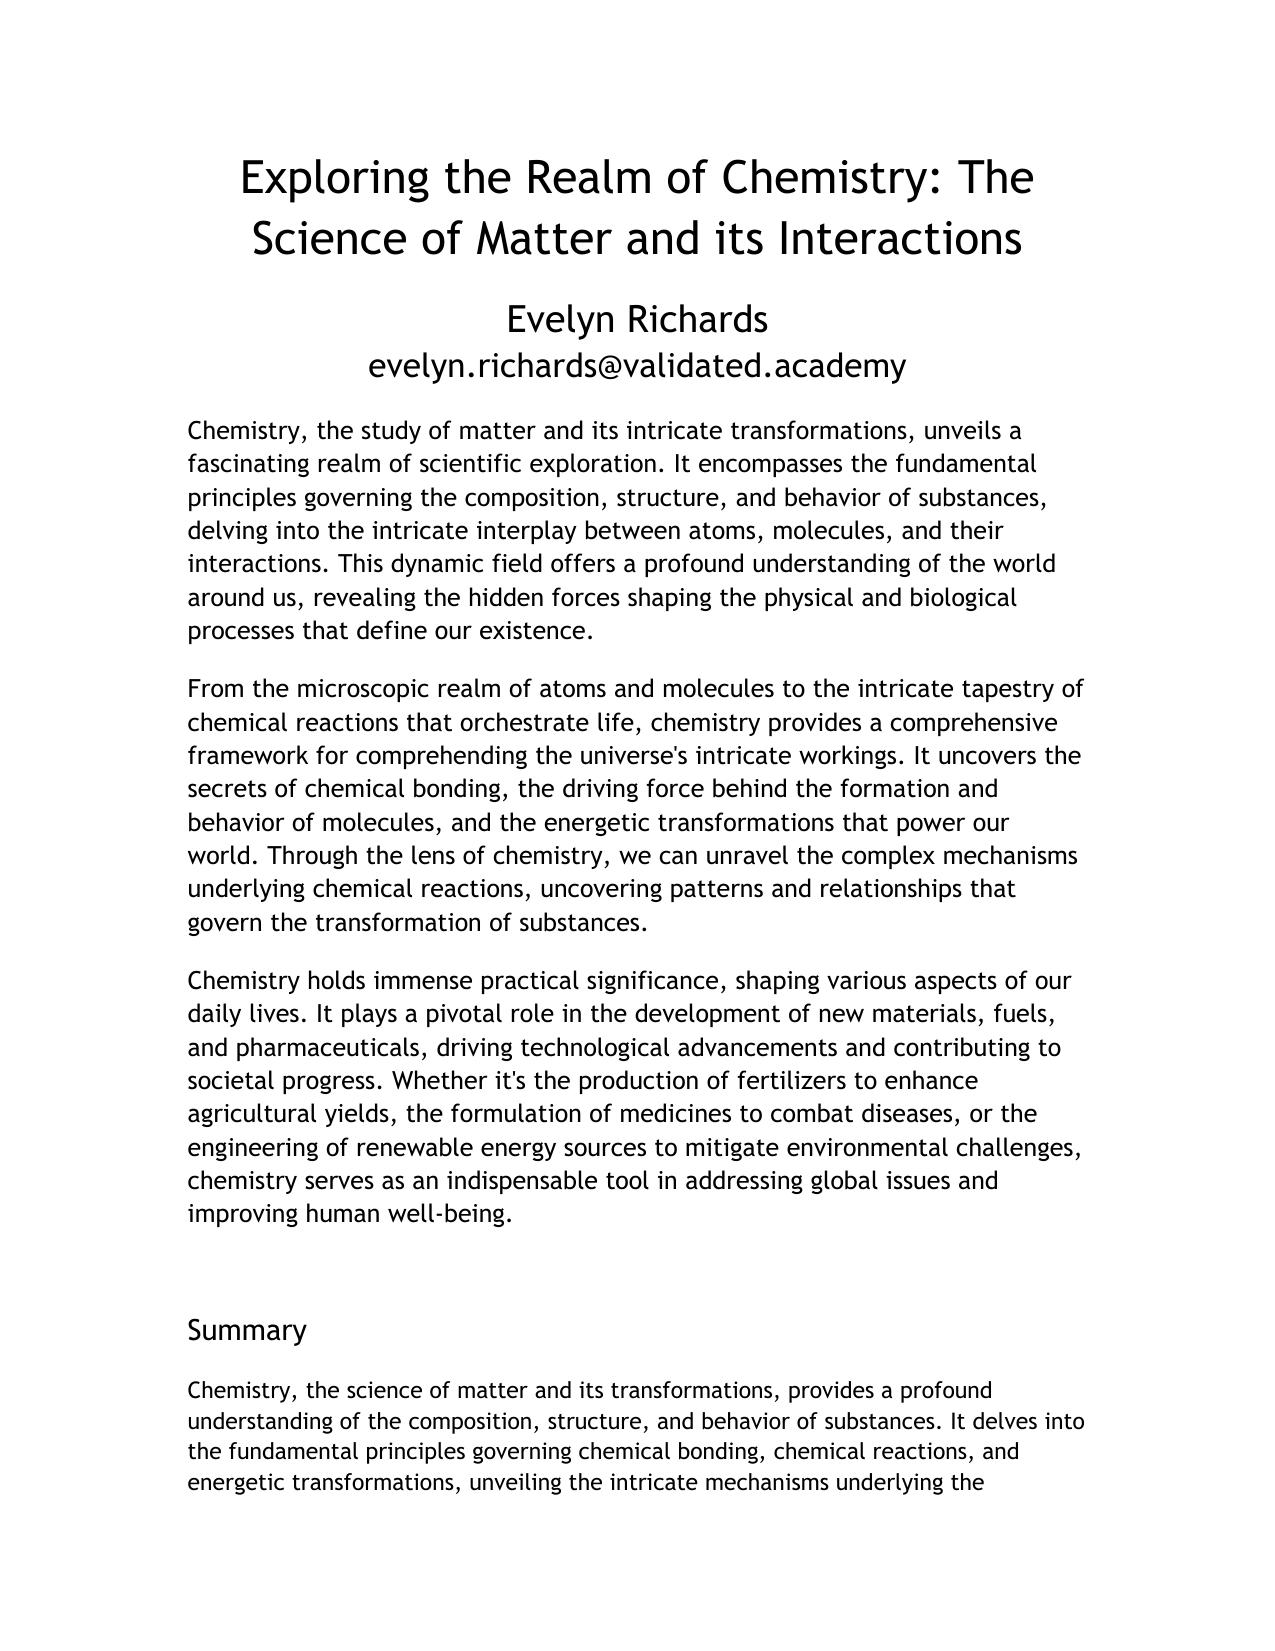 Exploring the Realm of Chemistry: The
Science of Matter and its Interactions
Evelyn Richards
evelyn.richards@validated.academy
Chemistry, the study of matter and its intricate transformations, unveils a
fascinating realm of scientific exploration. It encompasses the fundamental
principles governing the composition, structure, and behavior of substances,
delving into the intricate interplay between atoms, molecules, and their
interactions. This dynamic field offers a profound understanding of the world
around us, revealing the hidden forces shaping the physical and biological
processes that define our existence.
From the microscopic realm of atoms and molecules to the intricate tapestry of
chemical reactions that orchestrate life, chemistry provides a comprehensive
framework for comprehending the universe's intricate workings. It uncovers the
secrets of chemical bonding, the driving force behind the formation and
behavior of molecules, and the energetic transformations that power our
world. Through the lens of chemistry, we can unravel the complex mechanisms
underlying chemical reactions, uncovering patterns and relationships that
govern the transformation of substances.
Chemistry holds immense practical significance, shaping various aspects of our
daily lives. It plays a pivotal role in the development of new materials, fuels,
and pharmaceuticals, driving technological advancements and contributing to
societal progress. Whether it's the production of fertilizers to enhance
agricultural yields, the formulation of medicines to combat diseases, or the
engineering of renewable energy sources to mitigate environmental challenges,
chemistry serves as an indispensable tool in addressing global issues and
improving human well-being.
Summary
Chemistry, the science of matter and its transformations, provides a profound
understanding of the composition, structure, and behavior of substances. It delves into
the fundamental principles governing chemical bonding, chemical reactions, and
energetic transformations, unveiling the intricate mechanisms underlying the